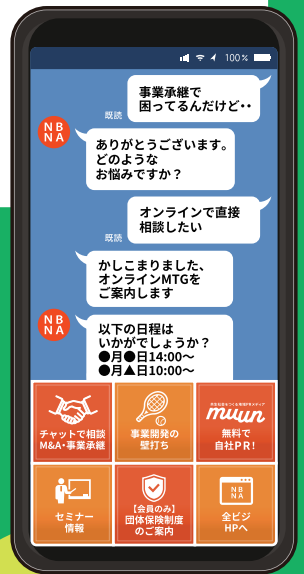 100%
事業承継で
困ってるんだけど・・
既読
NB
NA
ありがとうございます。
どのような
お悩みですか？
オンラインで直接
相談したい
既読
かしこまりました、
オンラインMTGを
ご案内します
NB
NA
以下の日程は
いかがでしょうか？
●月●日14:00〜
●月▲日10:00〜
チャットで相談
M&A・事業承継
事業開発の
壁打ち
muun
無料で
自社PR！
セミナー
情報
【会員のみ】
団体保険制度
のご案内
NB
NA
全ビジ
HPへ